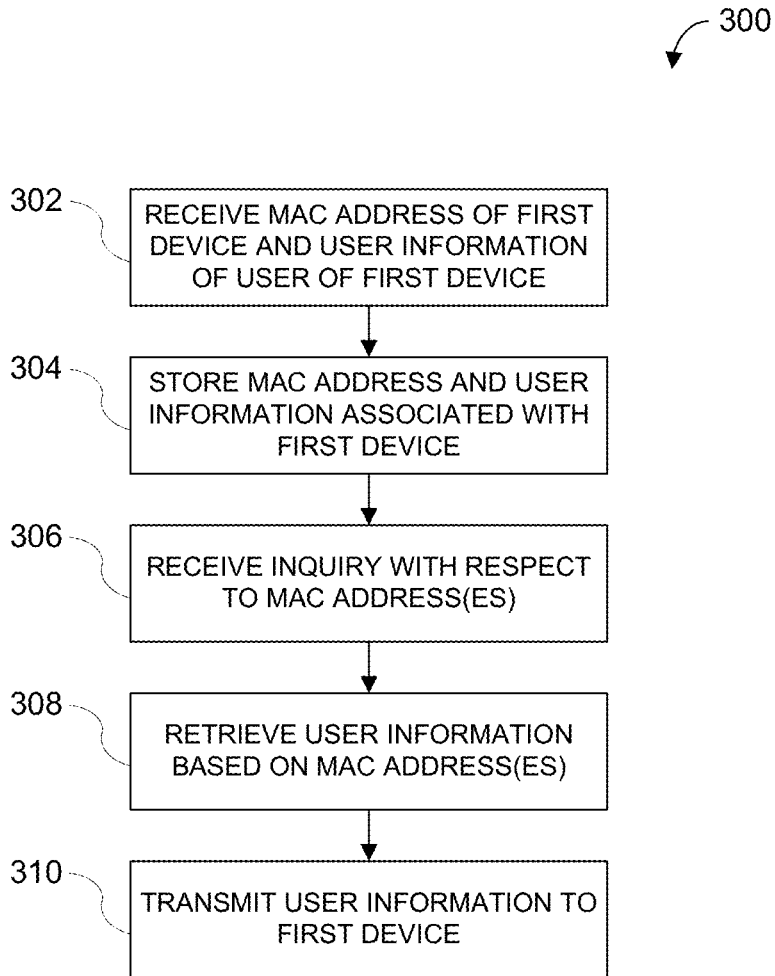 300
302
RECEIVE MAC ADDRESS OF FIRST
DEVICE AND USER INFORMATION
OF USER OF FIRST DEVICE
304
STORE MAC ADDRESS AND USER
INFORMATION ASSOCIATED WITH
FIRST DEVICE
306
RECEIVE INQUIRY WITH RESPECT
TO MAC ADDRESS(ES)
308
RETRIEVE USER INFORMATION
BASED ON MAC ADDRESS(ES)
310
TRANSMIT USER INFORMATION TO
FIRST DEVICE